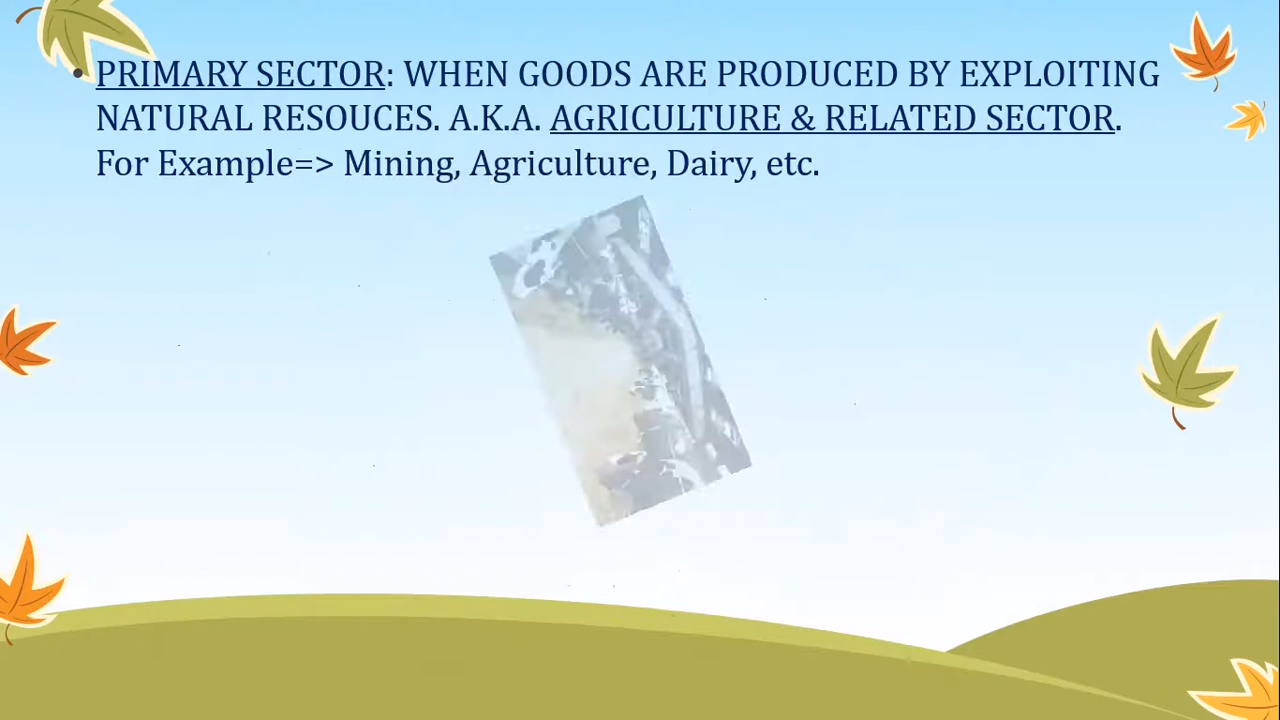 • PRIMARY SECTOR: WHEN GOODS ARE PRODUCED BY EXPLOITING
NATURAL RESOUCES. A.K.A. AGRICULTURE & RELATED SECTOR.
For Example=> Mining, Agriculture, Dairy, etc.